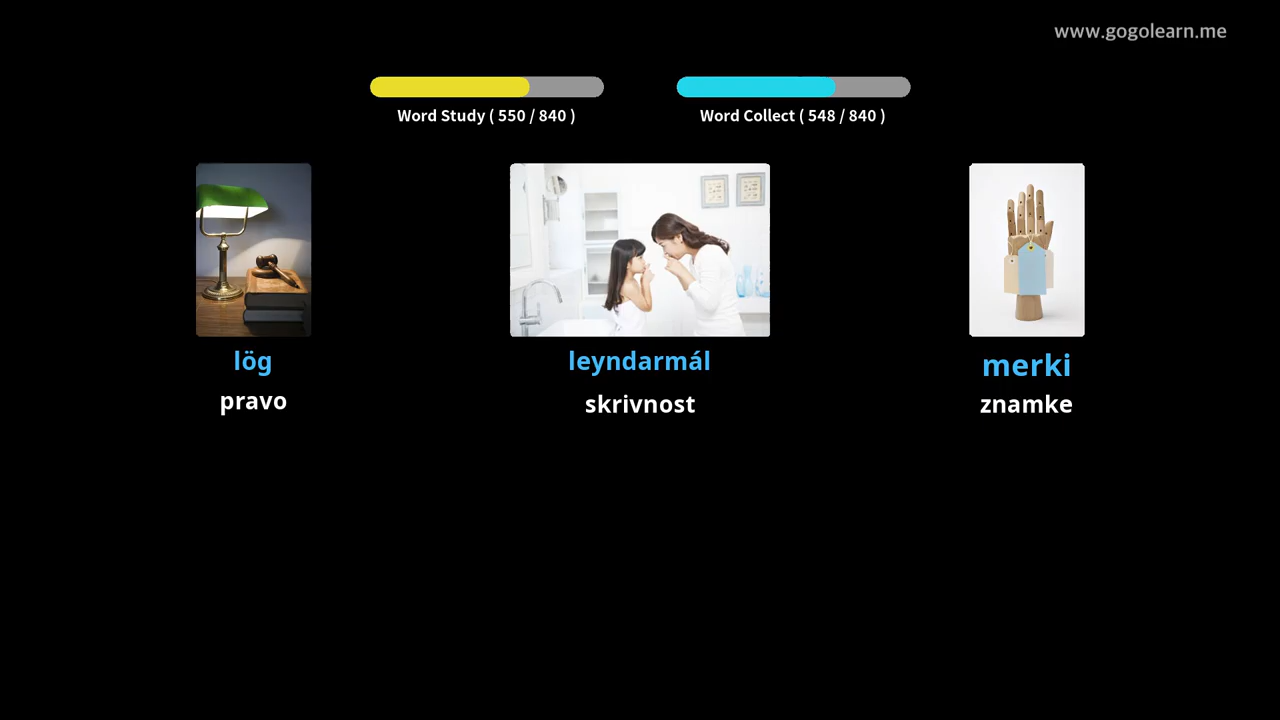 www.gogolearn.me
Word Study ( 550 / 840 )
Word Collect ( 548 / 840 )
lög
leyndarmál
merki
pravo
skrivnost
znamke